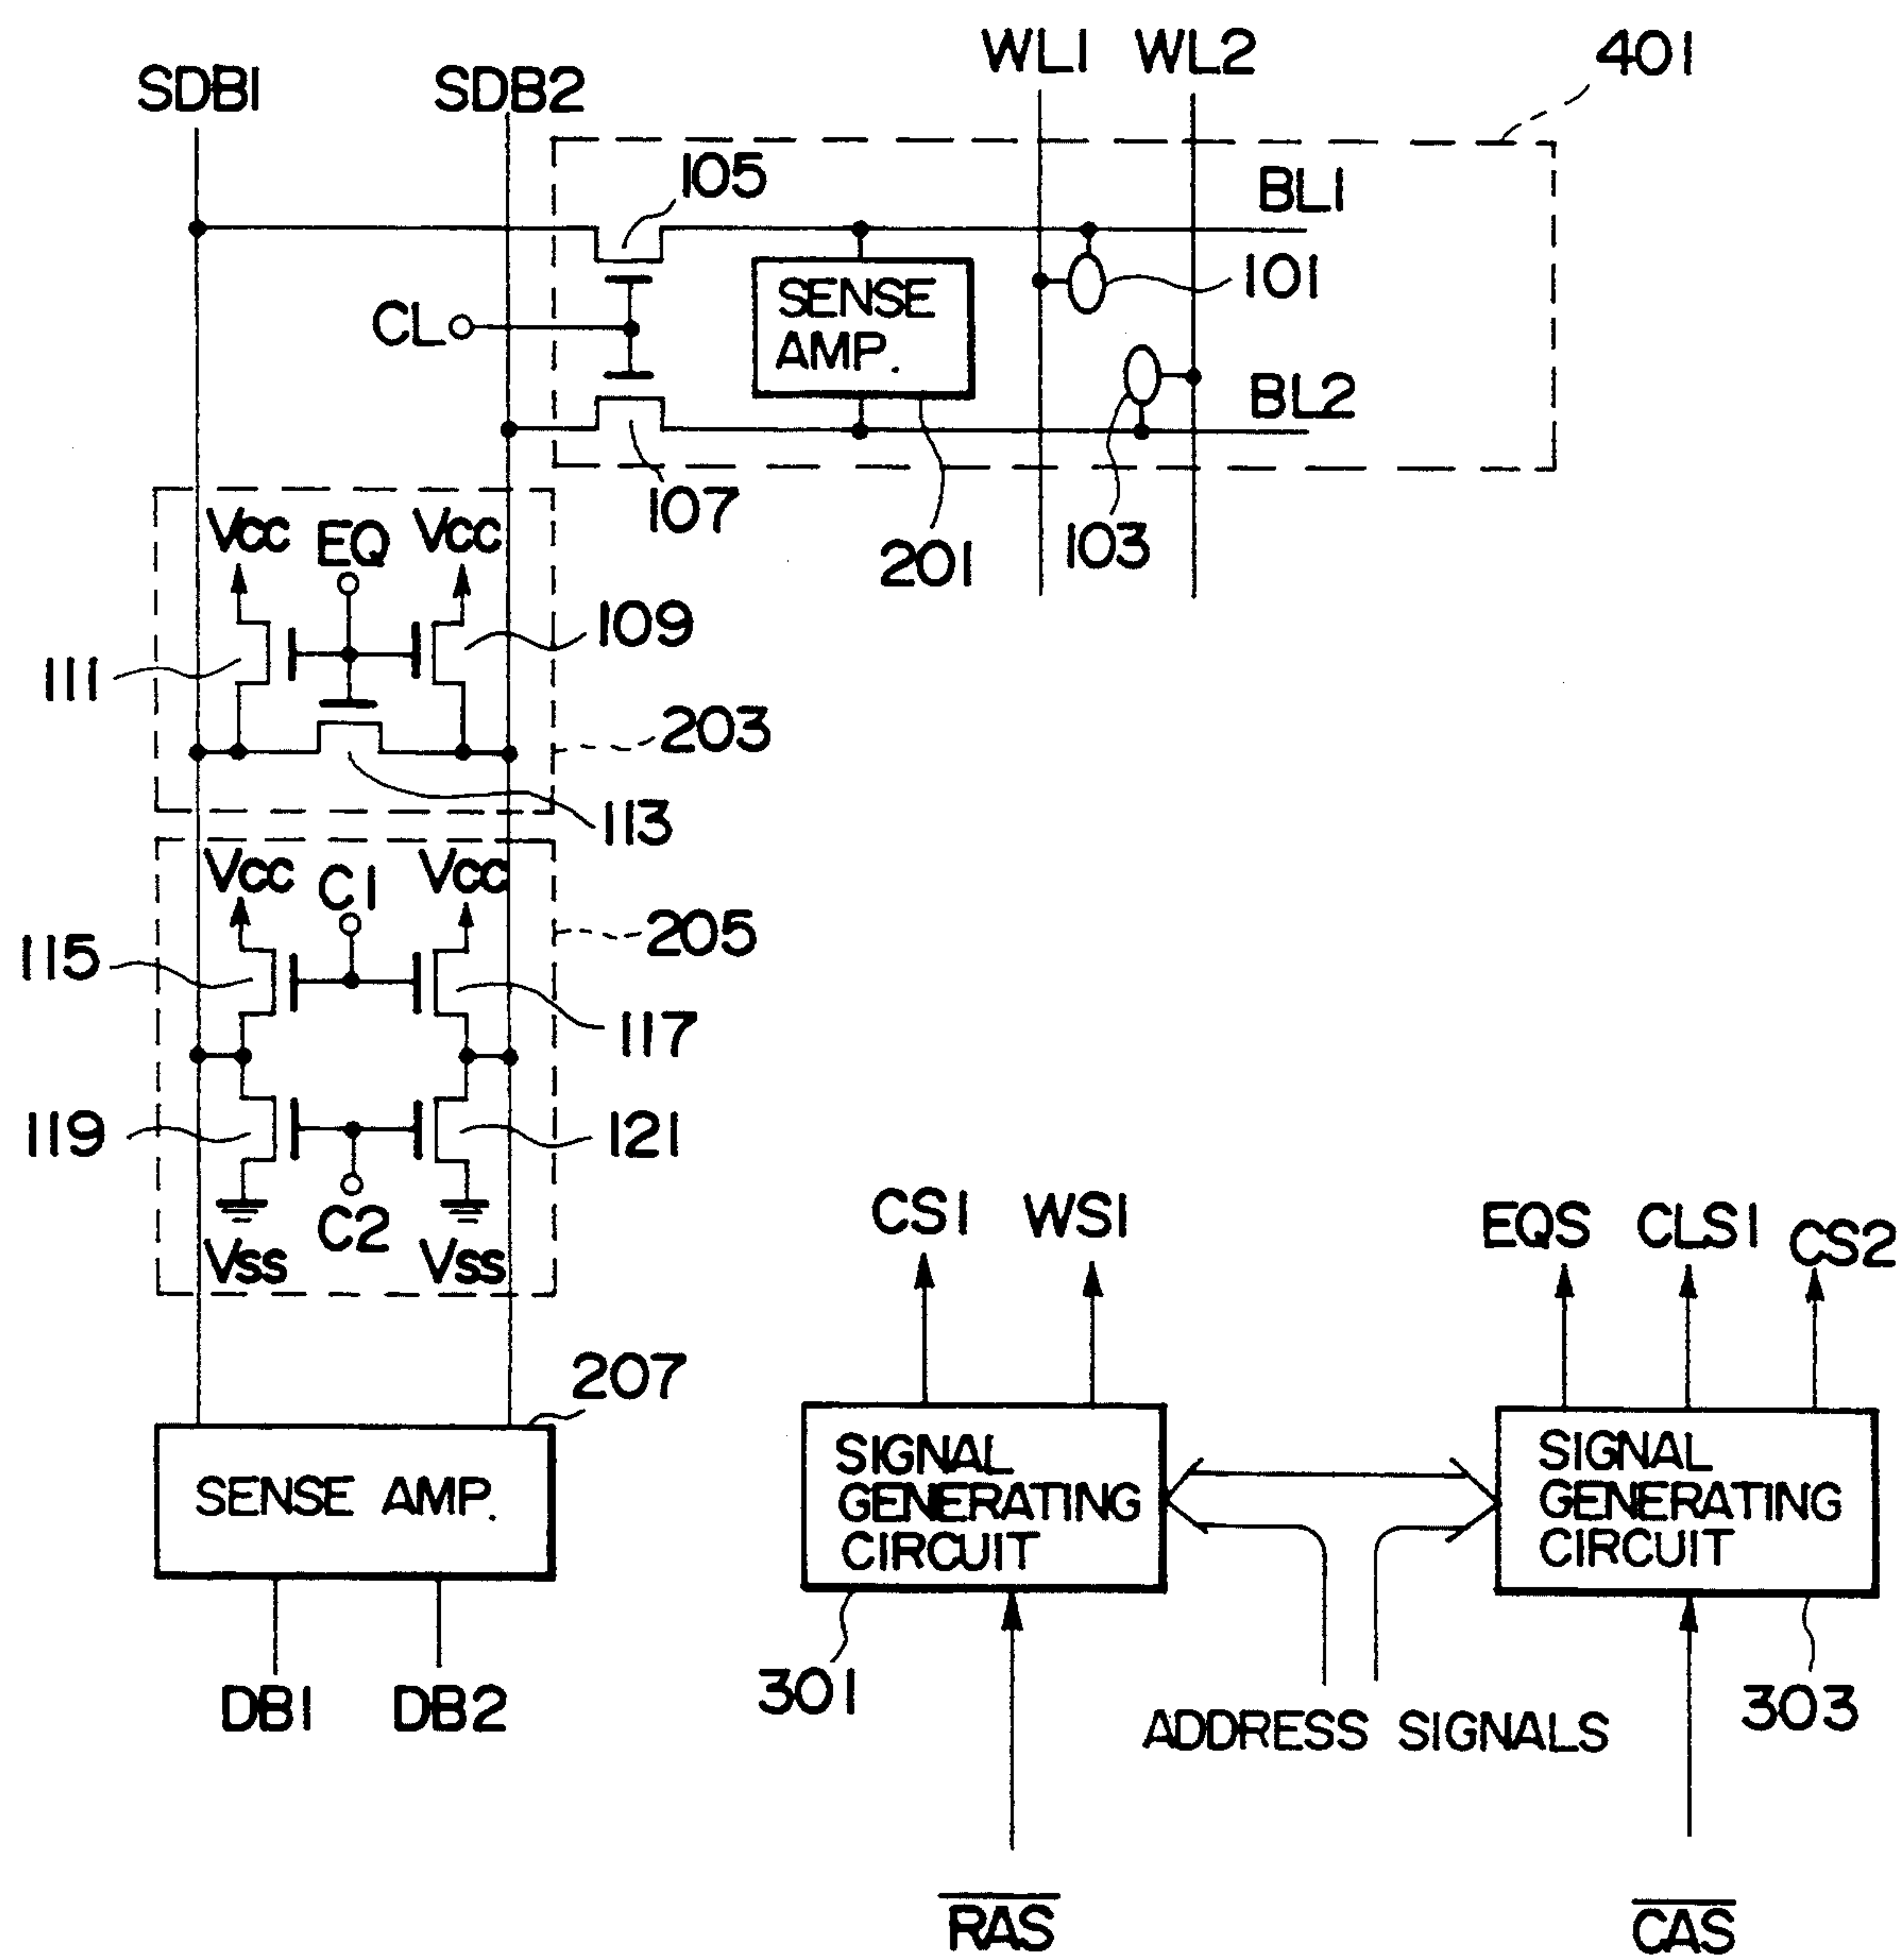 WL1 WL2
401
SDB1 SDB2
105
BL1
101
CL
SENSE
AMP.
BL2
107
201
103
Vcc EQ Vcc
109
111
203
113
Vcc C1 Vcc
205
115
117
119
121
C2
Vss Vss
CS1 WS1
EQS CLS1 CS2
207
SENSE AMP.
SIGNAL
GENERATING
CIRCUIT
SIGNAL
GENERATING
CIRCUIT
DB1 DB2
301
303
ADDRESS SIGNALS
R̅A̅S̅
C̅A̅S̅